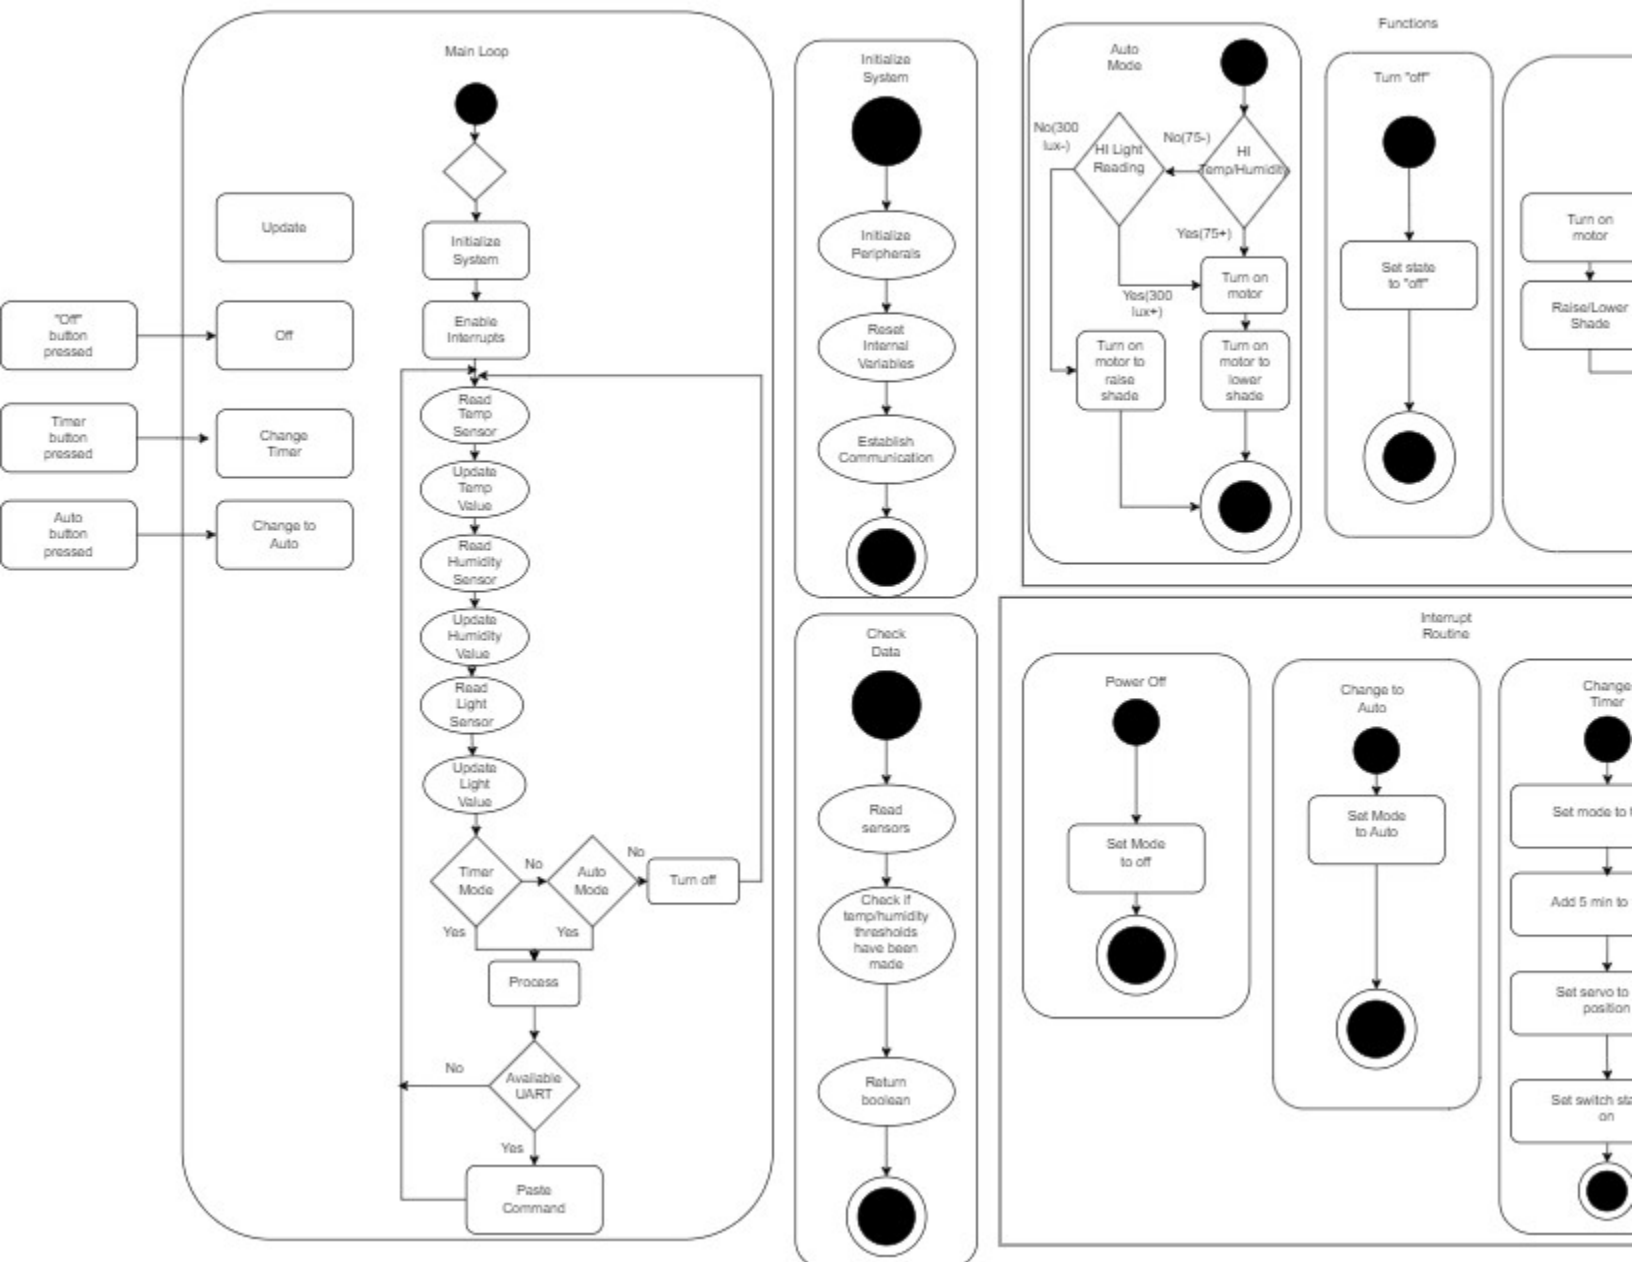 Main Loop
Update
Initialize
System
"Off"
button
pressed
Off
Enable
Interrupts
Timer
button
pressed
Change
Timer
Auto
button
pressed
Change to
Auto
Read
Temp
Sensor
Update
Temp
Value
Read
Humidity
Sensor
Update
Humidity
Value
Read
Light
Sensor
Update
Light
Value
Timer
Mode
No
Auto
Mode
No
Turn off
Yes
Yes
Process
No
Available
UART
Yes
Paste
Command
Initialize
System
Initialize
Peripherals
Reset
Internal
Variables
Establish
Communication
Check
Data
Read
sensors
Check if
temp/humidity
thresholds
have been
made
Return
boolean
Functions
Auto
Mode
No(300
lux-)
HI Light
Reading
No(75-)
HI
Temp/Humidity
Yes(75+)
Turn on
motor
Yes(300
lux+)
Turn on
motor to
raise
shade
Turn on
motor to
lower
shade
Turn "off"
Set state
to "off"
Turn on
motor
Raise/Lower
Shade
Interrupt
Routine
Power Off
Set Mode
to off
Change to
Auto
Set Mode
to Auto
Change
Timer
Set mode to
Add 5 min to
Set servo to
position
Set switch
on